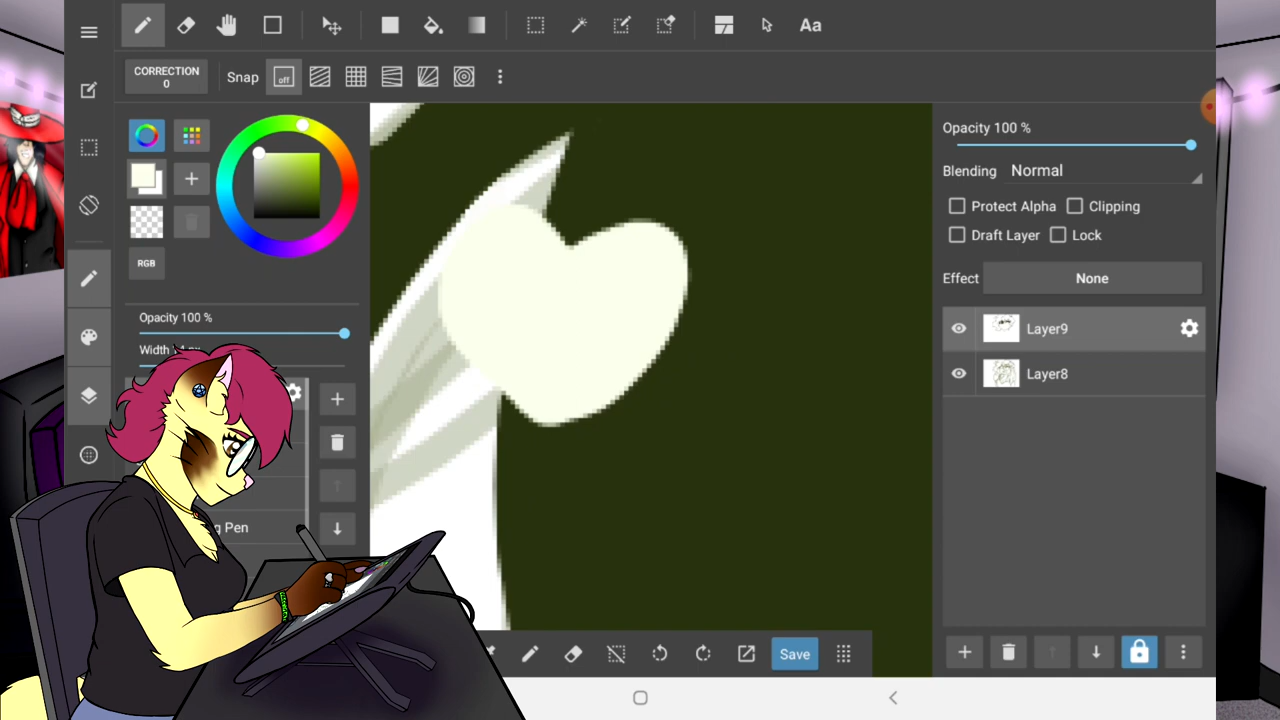 Aa
CORRECTION
0
Snap
off
RGB
Opacity 100 %
Width
g Pen
Opacity 100 %
Blending Normal
Protect Alpha
Clipping
Draft Layer
Lock
Effect None
Layer9
Layer8
Save